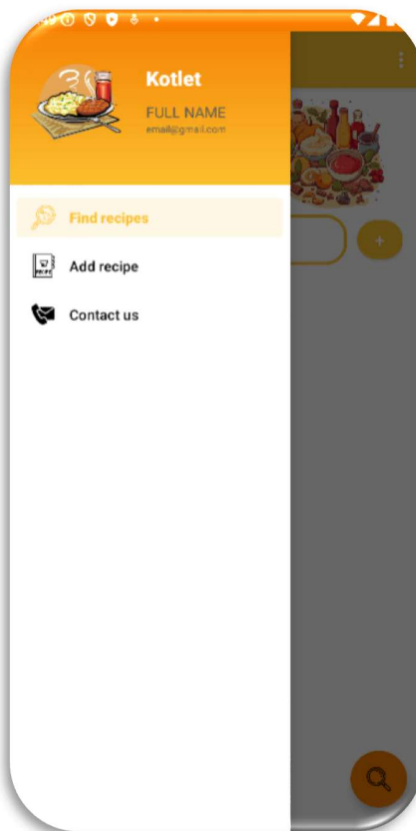 Kotlet
FULL NAME
email@gmail.com
Find recipes
Add recipe
Contact us
+